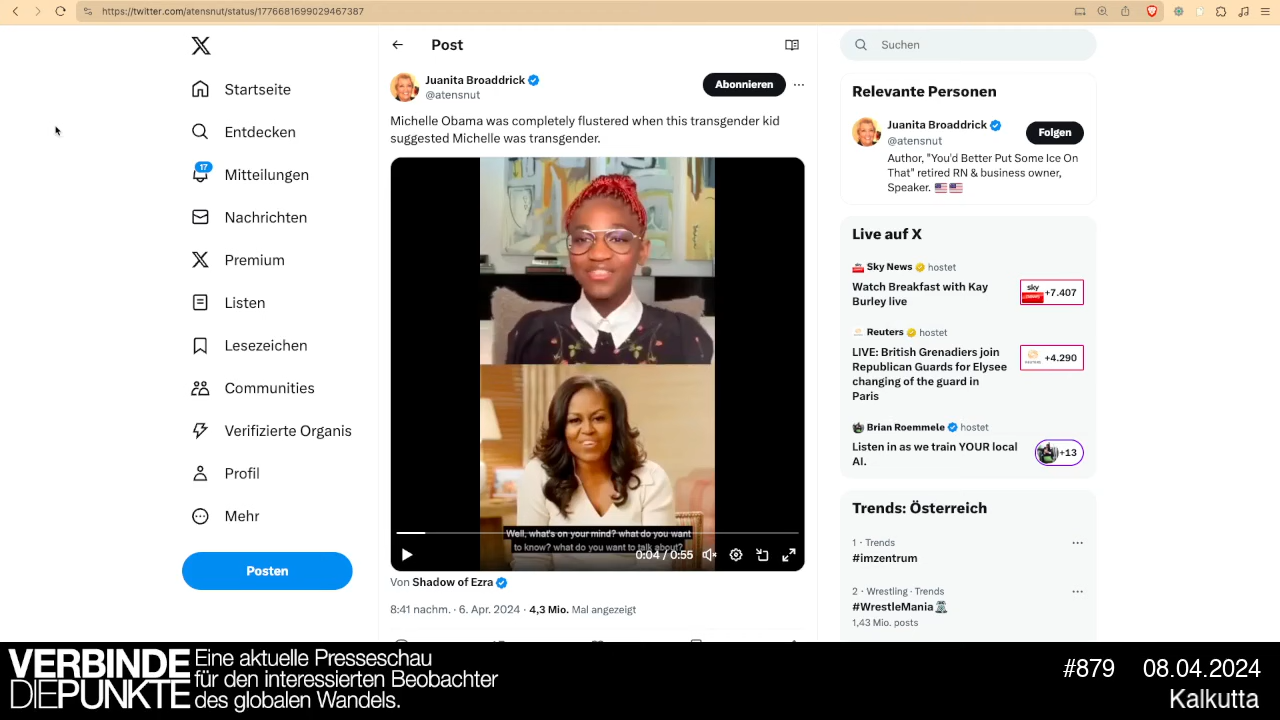 https://twitter.com/atensnut/status/1776681699029467387
Startseite
Entdecken
17
Mitteilungen
Nachrichten
Premium
Listen
Lesezeichen
Communities
Verifizierte Organis
Profil
Mehr
Posten
Post
Juanita Broaddrick
@atensnut
Abonnieren
Michelle Obama was completely flustered when this transgender kid
suggested Michelle was transgender.
Well, what's on your mind? what do you want
to know? what do you want to talk about?
0:04 / 0:55
Von Shadow of Ezra
8:41 nachm. · 6. Apr. 2024 · 4,3 Mio. Mal angezeigt
Suchen
Relevante Personen
Juanita Broaddrick
@atensnut
Folgen
Author, "You'd Better Put Some Ice On
That" retired RN & business owner,
Speaker.
Live auf X
Sky News hostet
Watch Breakfast with Kay
Burley live
sky
+7.407
Reuters hostet
LIVE: British Grenadiers join
Republican Guards for Elysee
changing of the guard in
Paris
+4.290
Brian Roemmele hostet
Listen in as we train YOUR local
AI.
+13
Trends: Österreich
1 · Trends
#imzentrum
2 · Wrestling · Trends
#WrestleMania
1,43 Mio. posts
VERBINDE
DIEPUNKTE
Eine aktuelle Presseschau
für den interessierten Beobachter
des globalen Wandels.
#879 08.04.2024
Kalkutta